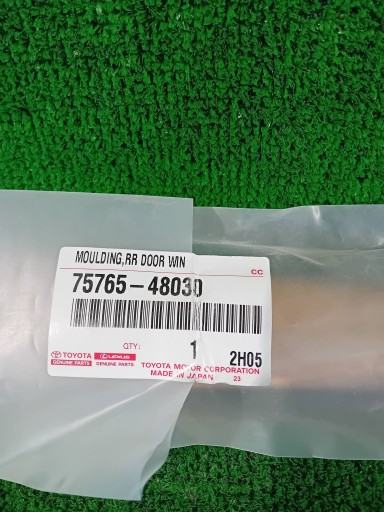 MOULDING,RR DOOR WIN
CC
75765-48030
QTY: 1 2H05
TOYOTA LEXUS
GENUINE PARTS GENUINE PARTS
TOYOTA MOTOR CORPORATION
MADE IN JAPAN 23